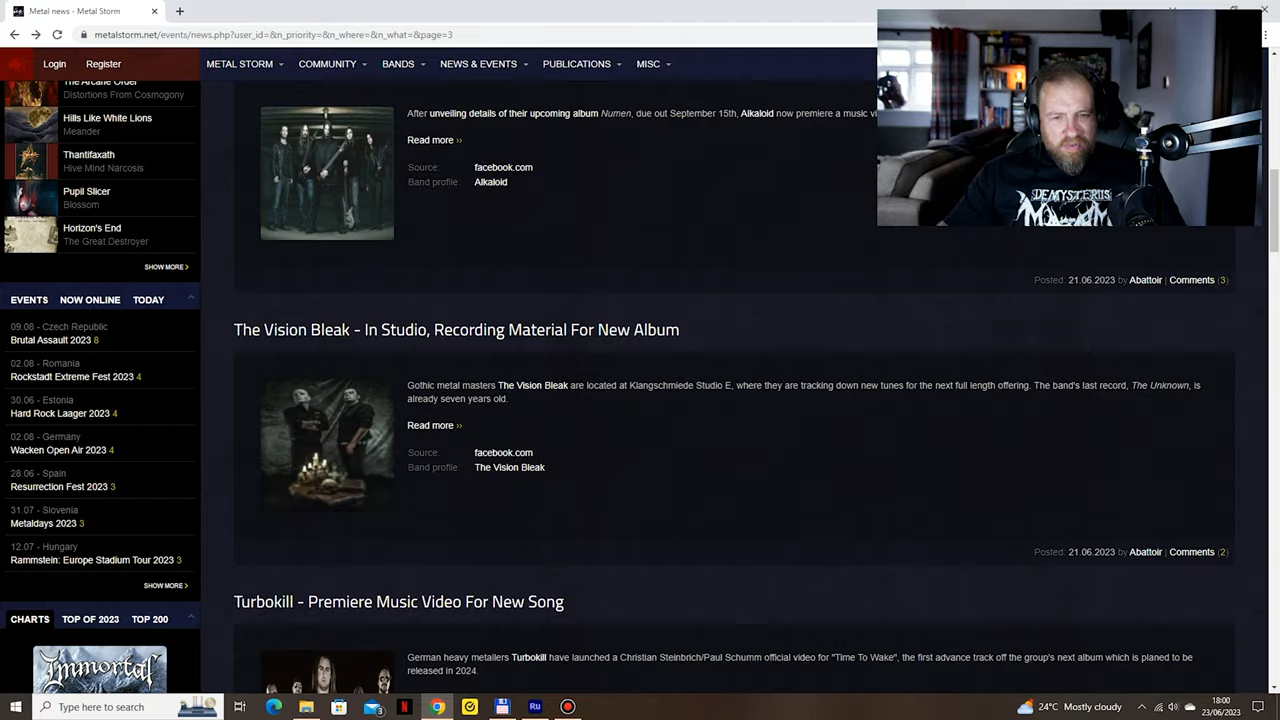 Metal news - Metal Storm
metalstorm.net/events/news.php?user_id=&n_priority=&n_where=&n_what=&page=3
Login Register METAL STORM COMMUNITY BANDS NEWS & EVENTS PUBLICATIONS MISC
The Arcane Order
Distortions From Cosmogony
Hills Like White Lions
Meander
Thantifaxath
Hive Mind Narcosis
Pupil Slicer
Blossom
Horizon's End
The Great Destroyer
SHOW MORE >
EVENTS NOW ONLINE TODAY
09.08 - Czech Republic
Brutal Assault 2023 6
02.08 - Romania
Rockstadt Extreme Fest 2023 4
30.06 - Estonia
Hard Rock Laager 2023 4
02.08 - Germany
Wacken Open Air 2023 4
28.06 - Spain
Resurrection Fest 2023 3
31.07 - Slovenia
Metaldays 2023 3
12.07 - Hungary
Rammstein: Europe Stadium Tour 2023 3
SHOW MORE >
CHARTS TOP OF 2023 TOP 200
Immortal
After unveiling details of their upcoming album Numen, due out September 15th, Alkaloid now premiere a music vi
Read more ››
Source: facebook.com
Band profile: Alkaloid
Posted: 21.06.2023 by Abattoir | Comments (3)
The Vision Bleak - In Studio, Recording Material For New Album
Gothic metal masters The Vision Bleak are located at Klangschmiede Studio E, where they are tracking down new tunes for the next full length offering. The band's last record, The Unknown, is
already seven years old.
Read more ››
Source: facebook.com
Band profile: The Vision Bleak
Posted: 21.06.2023 by Abattoir | Comments (2)
Turbokill - Premiere Music Video For New Song
German heavy metallers Turbokill have launched a Christian Steinbrich/Paul Schumm official video for "Time To Wake", the first advance track off the group's next album which is planed to be
released in 2024.
DEMYSTERIIS
Type here to search
Ru
24°C Mostly cloudy
18:00
23/06/2023